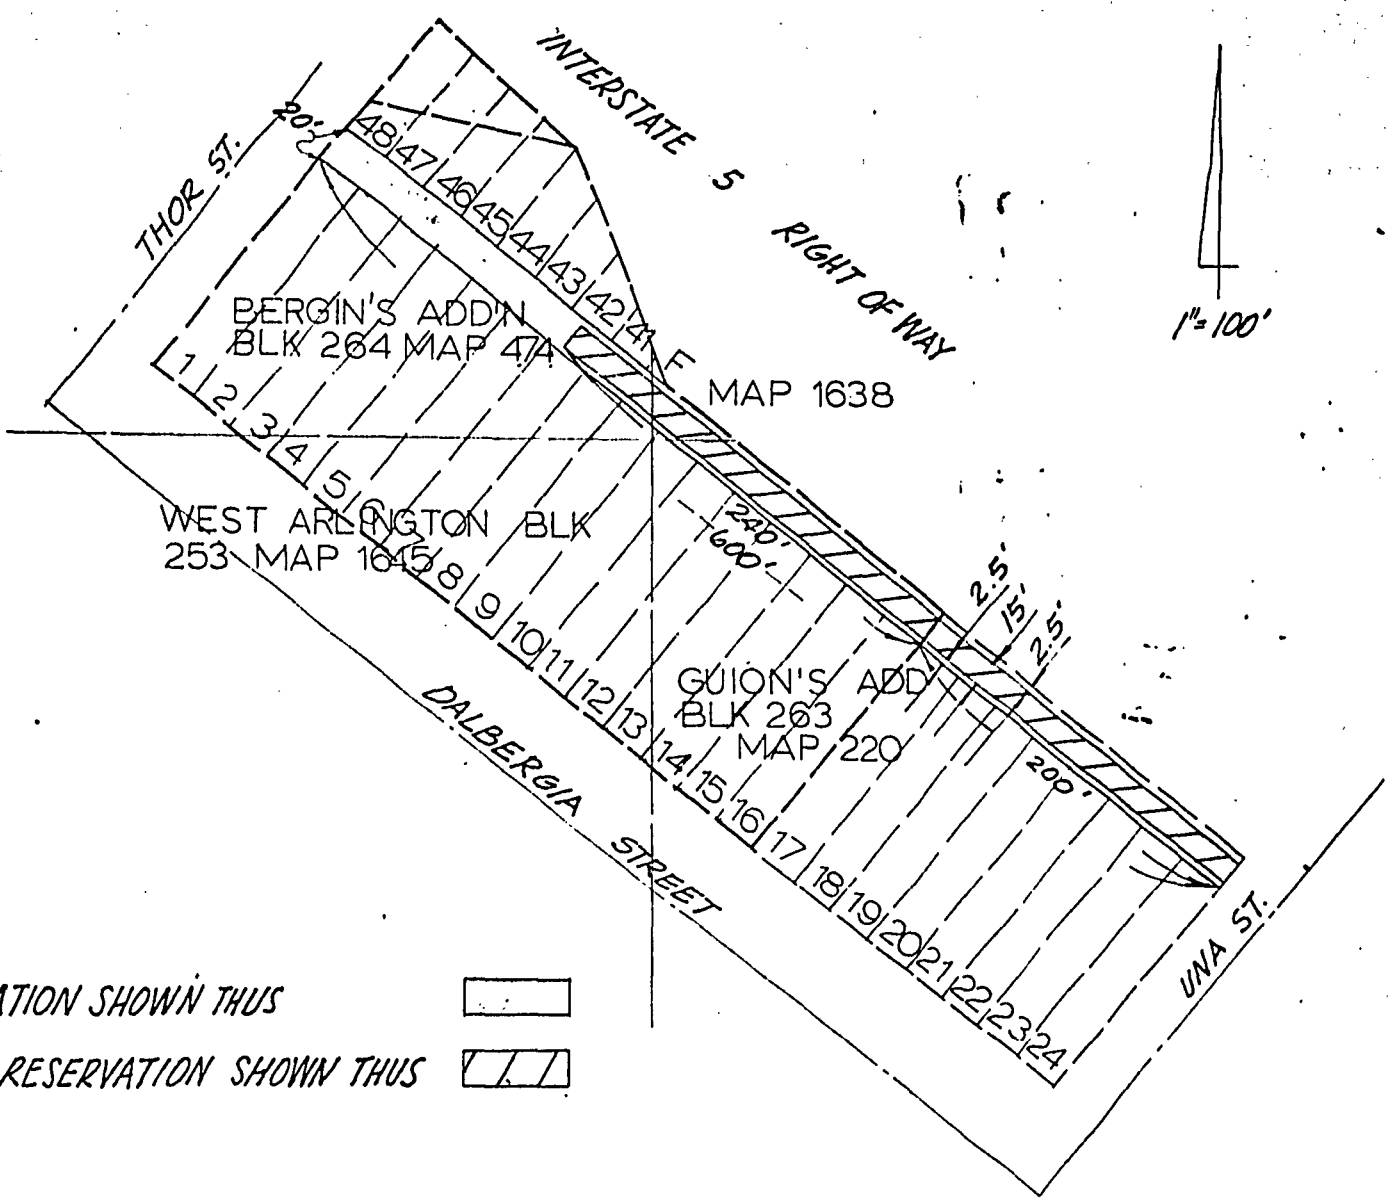 INTERSTATE 5 RIGHT OF WAY
THOR ST.
20'
1"=100'
48 47 46 45 44 43 42 41 F
BERGIN'S ADD'N
BLK 264 MAP 474
MAP 1638
WEST ARLINGTON BLK
253 MAP 1645
240'
600'
2.5'
15'
2.5'
GUION'S ADD
BLK 263
MAP 220
200'
1 2 3 4 5 6 7 8 9 10 11 12 13 14 15 16 17 18 19 20 21 22 23 24
DALBERGIA STREET
UNA ST.
ATION SHOWN THUS
RESERVATION SHOWN THUS